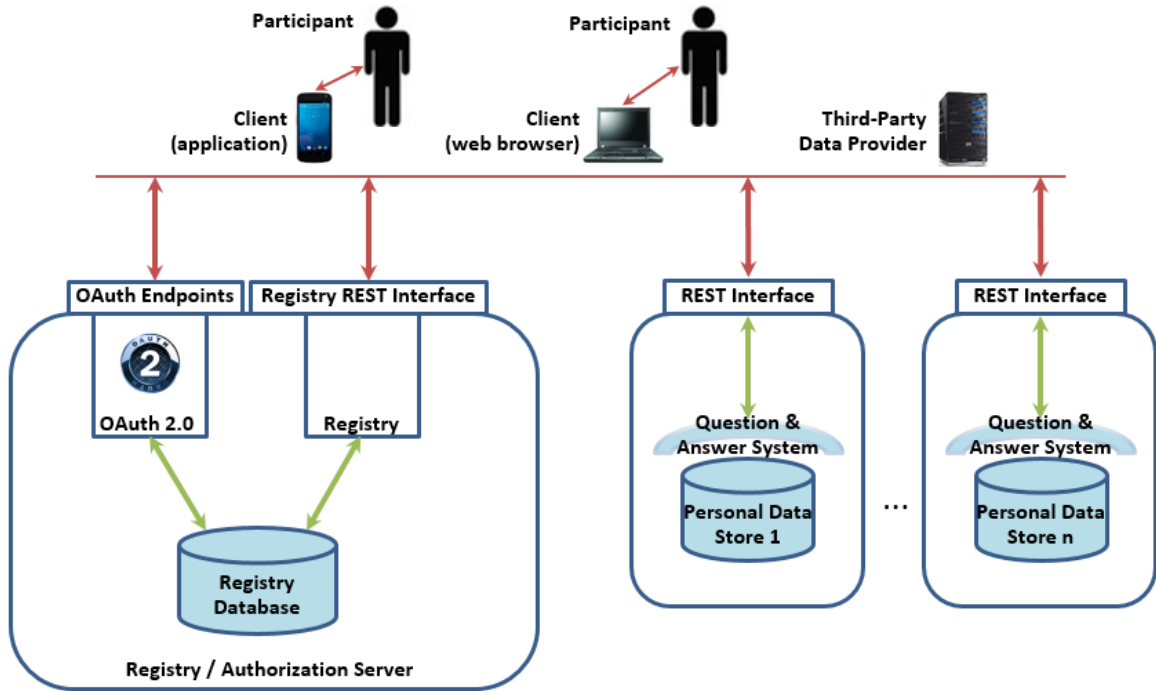 Participant
Participant
Client
(application)
Client
(web browser)
Third-Party
Data Provider
OAuth Endpoints
Registry REST Interface
REST Interface
REST Interface
OAUTH
2
OAuth 2.0
Registry
Question &
Answer System
Question &
Answer System
Personal Data
Store 1
...
Personal Data
Store n
Registry
Database
Registry / Authorization Server